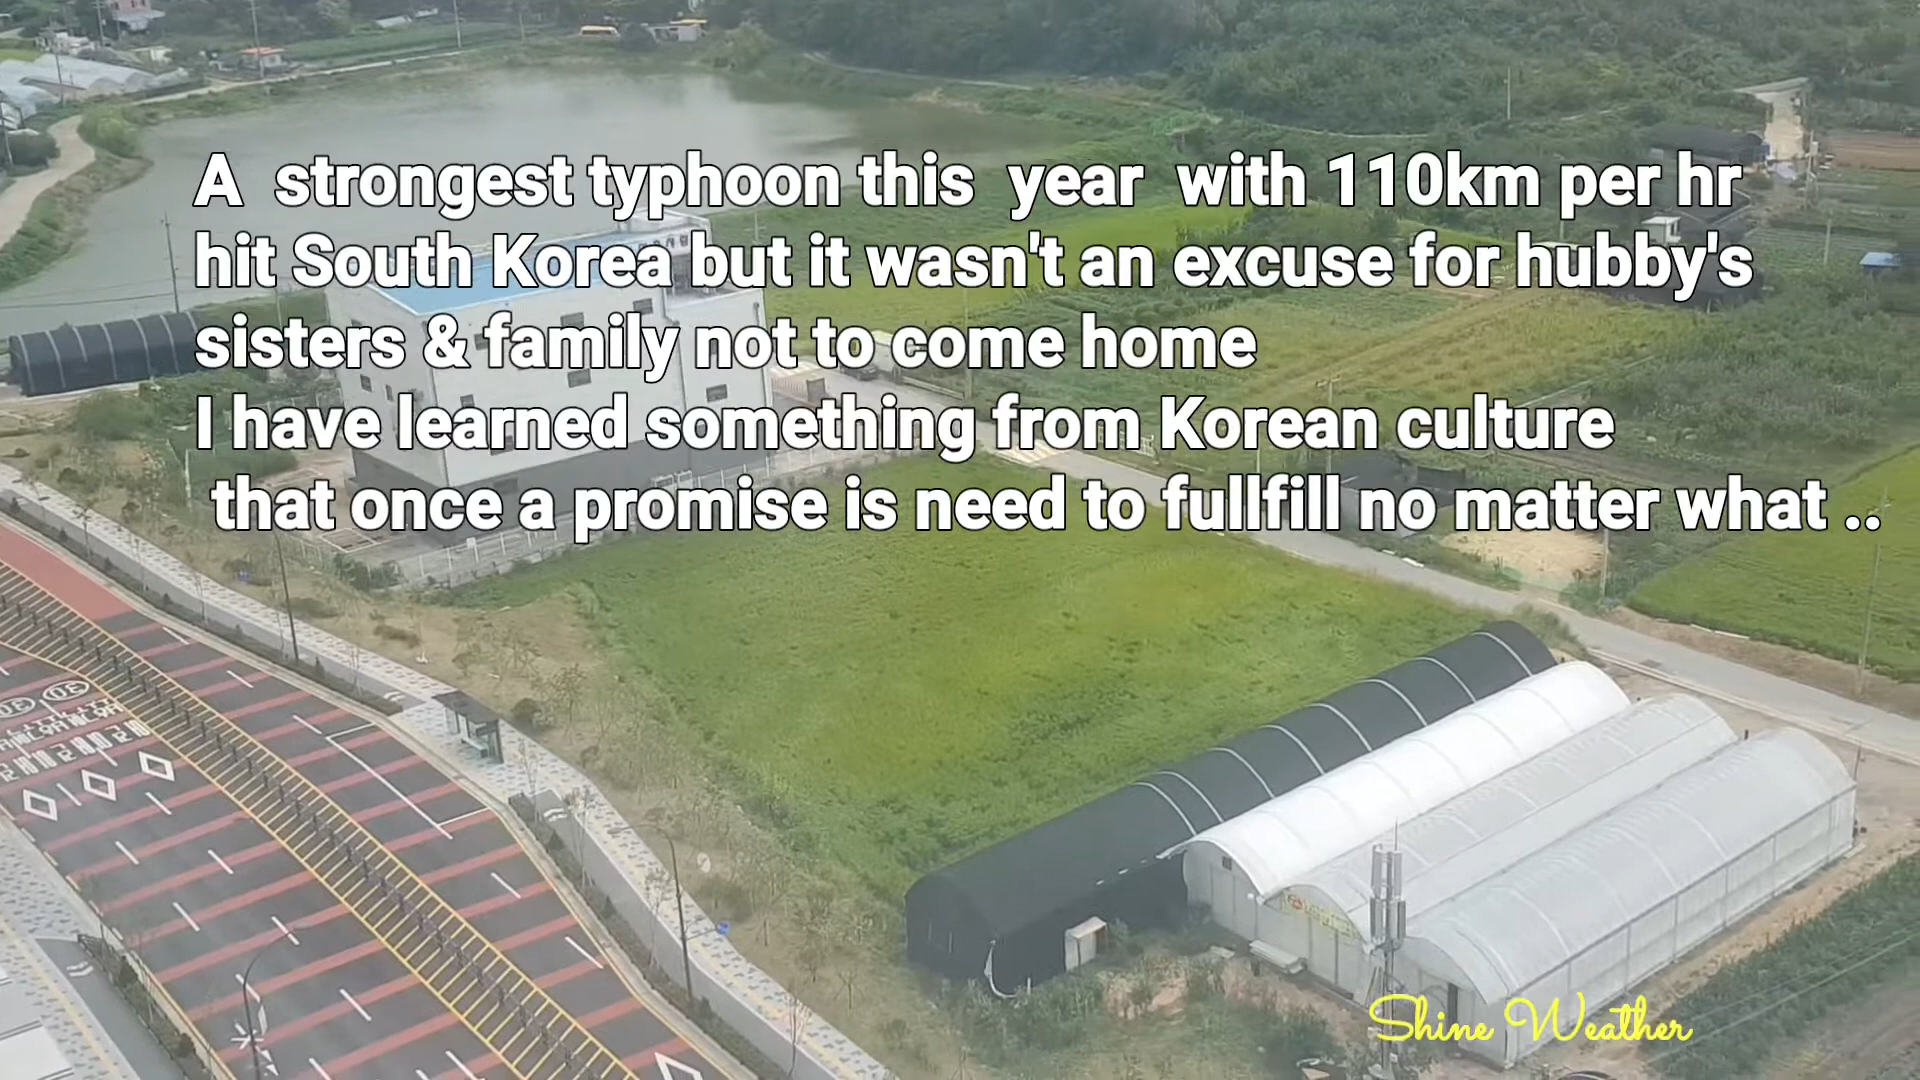 A strongest typhoon this year with 110km per hr
hit South Korea but it wasn't an excuse for hubby's
sisters & family not to come home
I have learned something from Korean culture
that once a promise is need to fullfill no matter what ..
Shine Weather